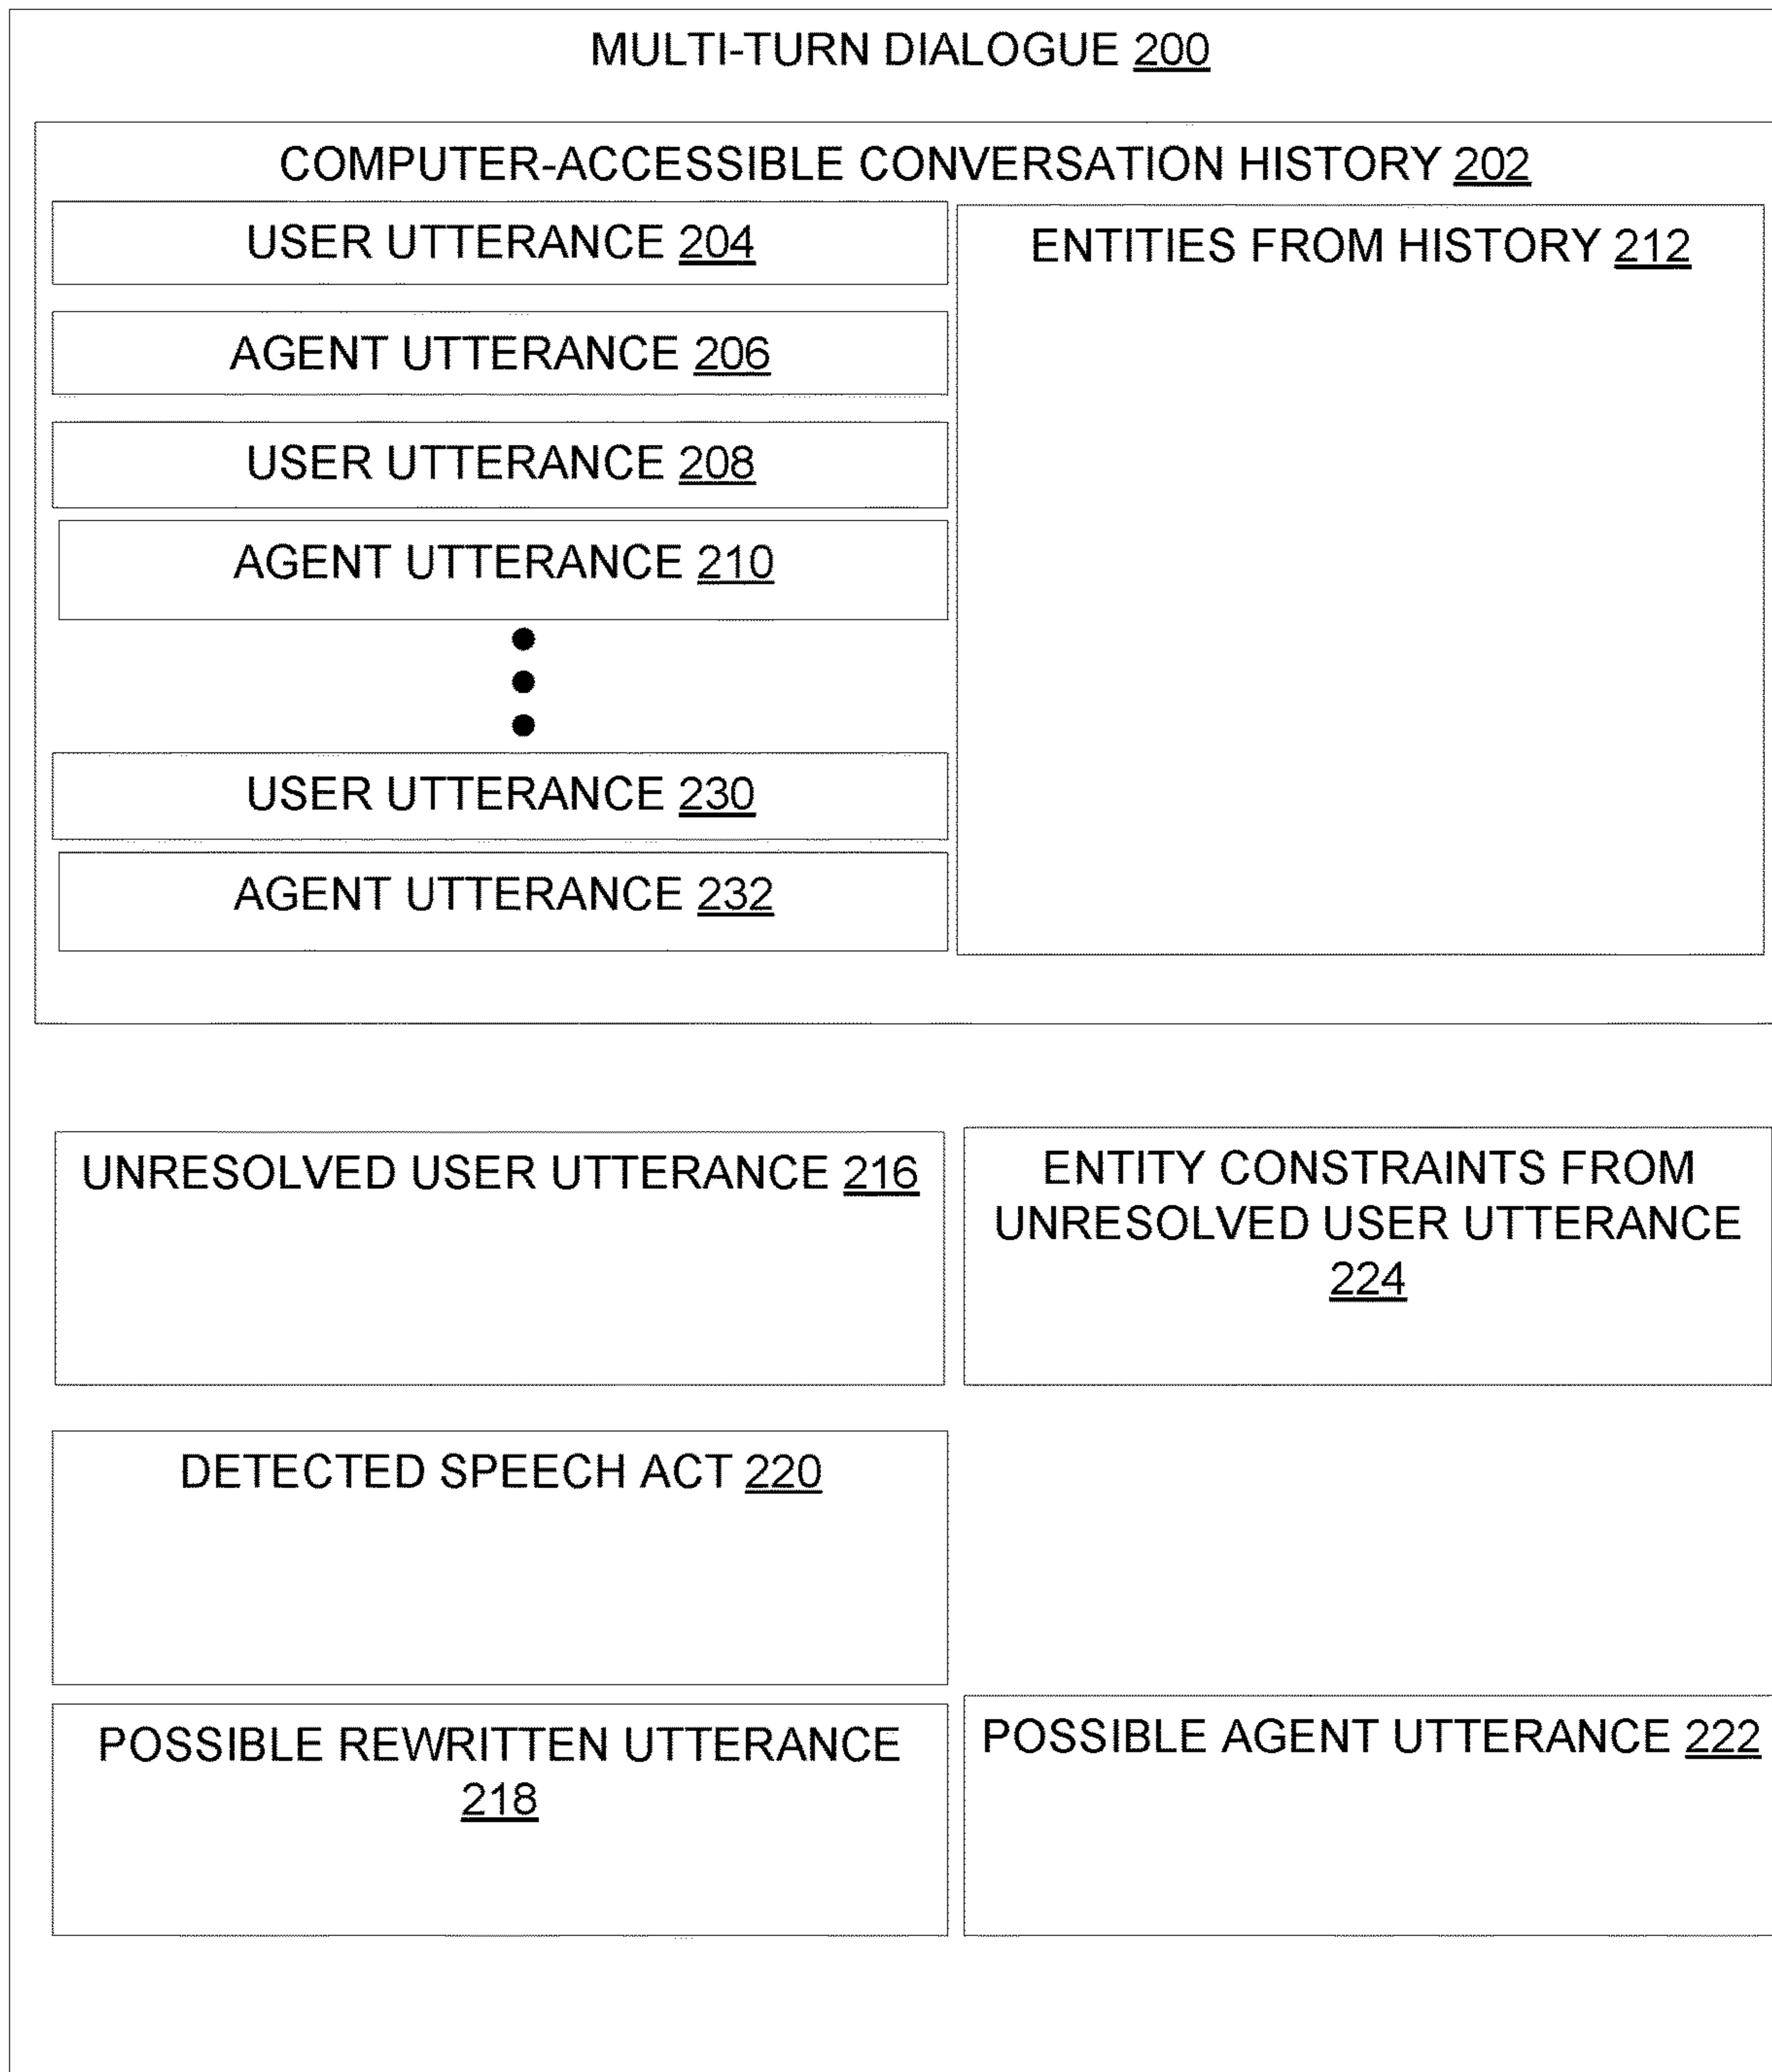 MULTI-TURN DIALOGUE 200
COMPUTER-ACCESSIBLE CONVERSATION HISTORY 202
USER UTTERANCE 204
AGENT UTTERANCE 206
USER UTTERANCE 208
AGENT UTTERANCE 210
USER UTTERANCE 230
AGENT UTTERANCE 232
ENTITIES FROM HISTORY 212
UNRESOLVED USER UTTERANCE 216
ENTITY CONSTRAINTS FROM
UNRESOLVED USER UTTERANCE
224
DETECTED SPEECH ACT 220
POSSIBLE REWRITTEN UTTERANCE
218
POSSIBLE AGENT UTTERANCE 222